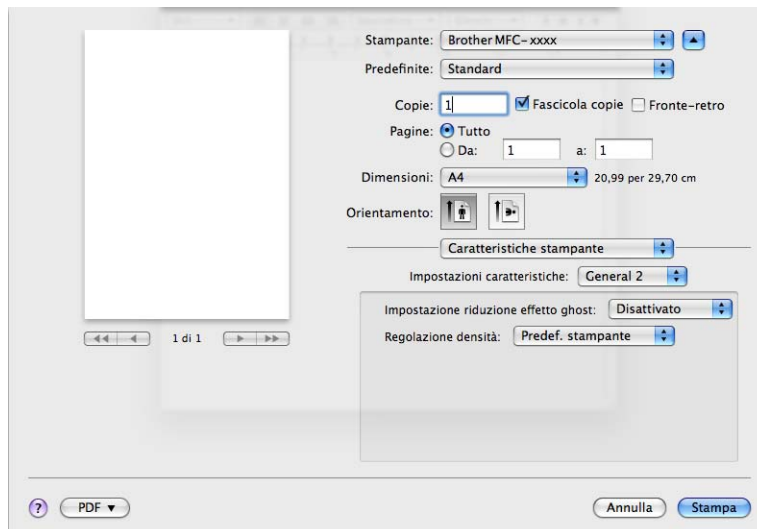 Stampante: Brother MFC-xxxx
Predefinite: Standard
Copie: 1 Fascicola copie Fronte-retro
Pagine: Tutto
Da: 1 a: 1
Dimensioni: A4 20,99 per 29,70 cm
Orientamento:
Caratteristiche stampante
Impostazioni caratteristiche: General 2
Impostazione riduzione effetto ghost: Disattivato
Regolazione densità: Predef. stampante
1 di 1
? PDF ▼ Annulla Stampa